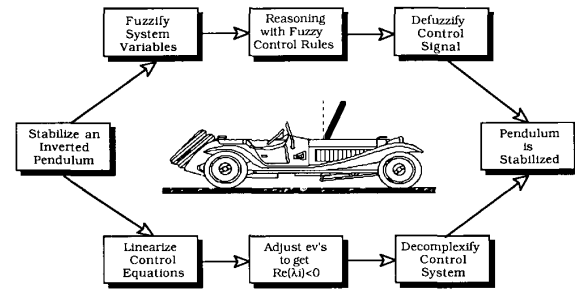 Fuzzify
System
Variables
Reasoning
with Fuzzy
Control Rules
Defuzzify
Control
Signal
Stabilize an
Inverted
Pendulum
Pendulum
is
Stabilized
Linearize
Control
Equations
Adjust ev's
to get
Re(λi)<0
Decomplexify
Control
System